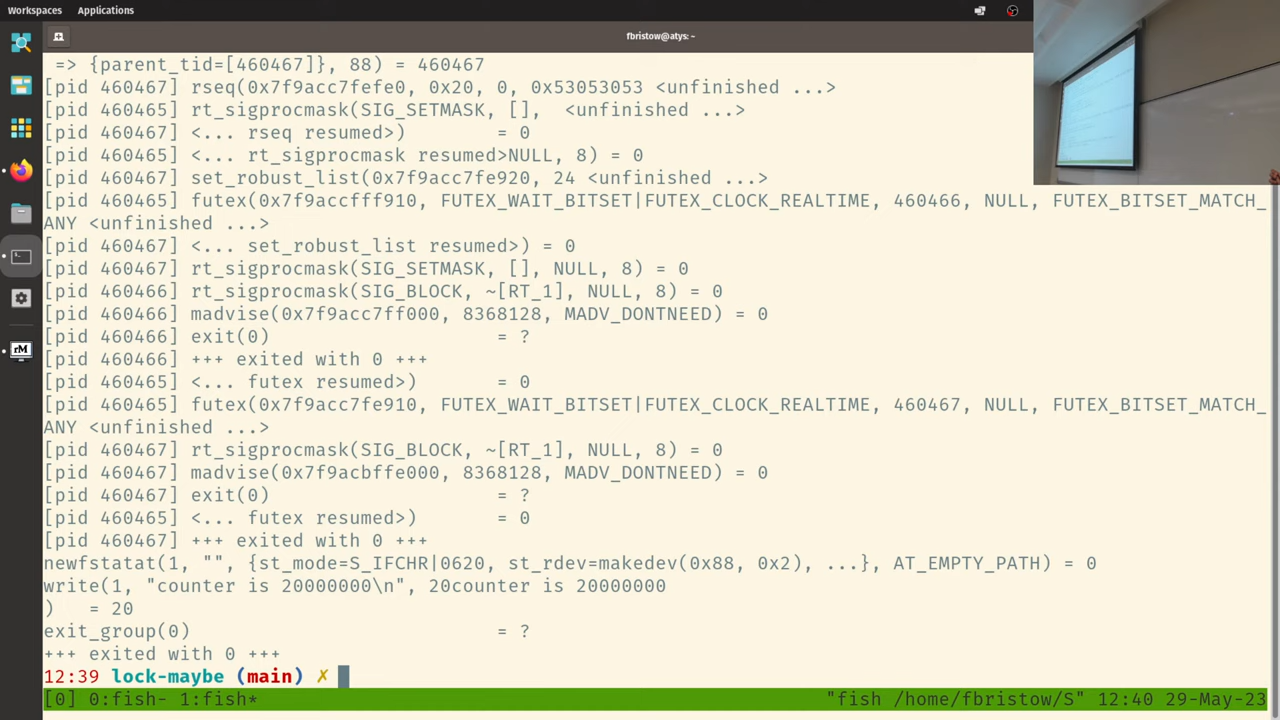 Workspaces Applications
fbristow@atys: ~
=> {parent_tid=[460467]}, 88) = 460467
[pid 460467] rseq(0x7f9acc7fefe0, 0x20, 0, 0x53053053 <unfinished ...>
[pid 460465] rt_sigprocmask(SIG_SETMASK, [],  <unfinished ...>
[pid 460467] <... rseq resumed>)        = 0
[pid 460465] <... rt_sigprocmask resumed>NULL, 8) = 0
[pid 460467] set_robust_list(0x7f9acc7fe920, 24 <unfinished ...>
[pid 460465] futex(0x7f9accfff910, FUTEX_WAIT_BITSET|FUTEX_CLOCK_REALTIME, 460466, NULL, FUTEX_BITSET_MATCH_
ANY <unfinished ...>
[pid 460467] <... set_robust_list resumed>) = 0
[pid 460467] rt_sigprocmask(SIG_SETMASK, [], NULL, 8) = 0
[pid 460466] rt_sigprocmask(SIG_BLOCK, ~[RT_1], NULL, 8) = 0
[pid 460466] madvise(0x7f9acc7ff000, 8368128, MADV_DONTNEED) = 0
[pid 460466] exit(0)                    = ?
[pid 460466] +++ exited with 0 +++
[pid 460465] <... futex resumed>)       = 0
[pid 460465] futex(0x7f9acc7fe910, FUTEX_WAIT_BITSET|FUTEX_CLOCK_REALTIME, 460467, NULL, FUTEX_BITSET_MATCH_
ANY <unfinished ...>
[pid 460467] rt_sigprocmask(SIG_BLOCK, ~[RT_1], NULL, 8) = 0
[pid 460467] madvise(0x7f9acbffe000, 8368128, MADV_DONTNEED) = 0
[pid 460467] exit(0)                    = ?
[pid 460465] <... futex resumed>)       = 0
[pid 460467] +++ exited with 0 +++
newfstatat(1, "", {st_mode=S_IFCHR|0620, st_rdev=makedev(0x88, 0x2), ...}, AT_EMPTY_PATH) = 0
write(1, "counter is 20000000\n", 20counter is 20000000
)   = 20
exit_group(0)                           = ?
+++ exited with 0 +++
12:39 lock-maybe (main) ✗
[0] 0:fish- 1:fish* "fish /home/fbristow/S" 12:40 29-May-23
rM